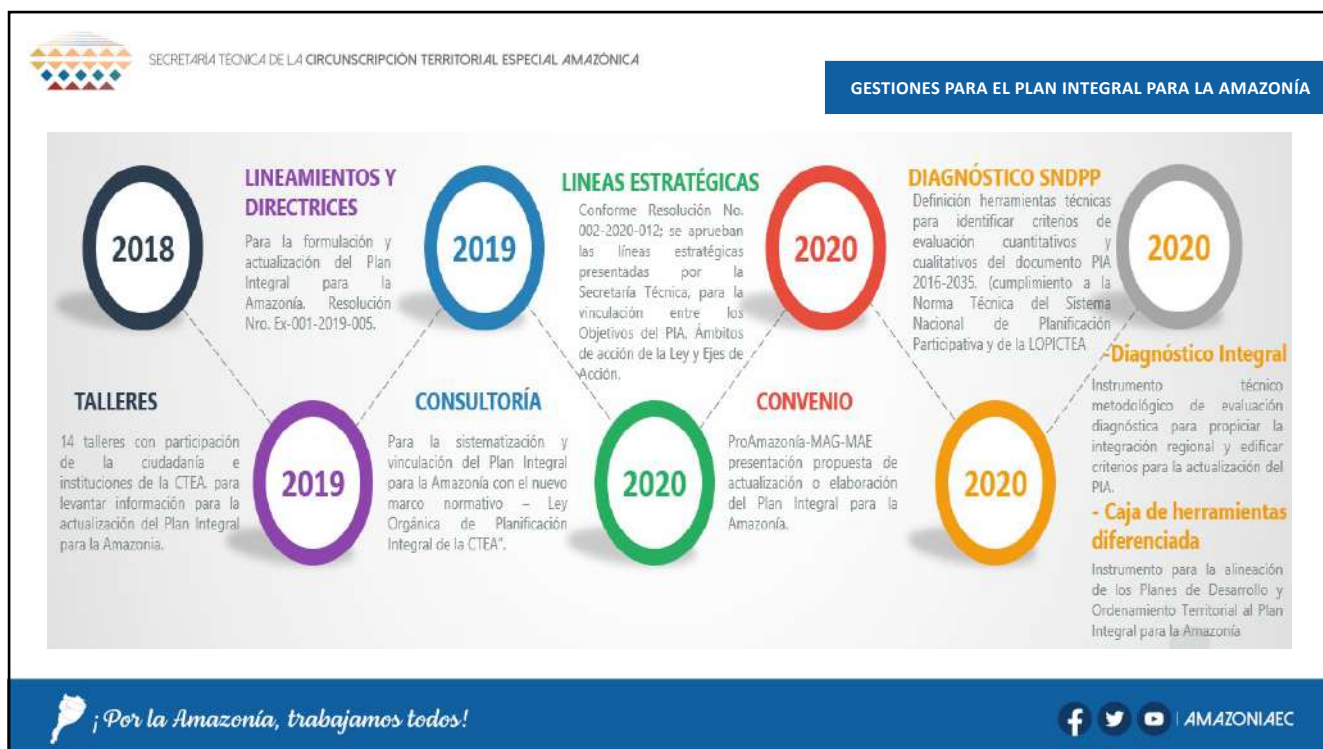 SECRETARÍA TÉCNICA DE LA CIRCUNSCRIPCIÓN TERRITORIAL ESPECIAL AMAZÓNICA
GESTIONES PARA EL PLAN INTEGRAL PARA LA AMAZONÍA
2018
TALLERES
14 talleres con participación
de la ciudadanía e
instituciones de la CTEA. para
levantar información para la
actualización del Plan Integral
para la Amazonia.
LINEAMIENTOS Y
DIRECTRICES
Para la formulación y
actualización del Plan
Integral para la
Amazonía. Resolución
Nro. Ex-001-2019-005.
2019
2019
CONSULTORÍA
Para la sistematización y
vinculación del Plan Integral
para la Amazonía con el nuevo
marco normativo – Ley
Orgánica de Planificación
Integral de la CTEA".
LINEAS ESTRATÉGICAS
Conforme Resolución No.
002-2020-012; se aprueban
las líneas estratégicas
presentadas por la
Secretaría Técnica, para la
vinculación entre los
Objetivos del PIA, Ámbitos
de acción de la Ley y Ejes de
Acción.
2020
2020
CONVENIO
ProAmazonía-MAG-MAE
presentación propuesta de
actualización o elaboración
del Plan Integral para la
Amazonía.
DIAGNÓSTICO SNDPP
Definición herramientas técnicas
para identificar criterios de
evaluación cuantitativos y
cualitativos del documento PIA
2016-2035. (cumplimiento a la
Norma Técnica del Sistema
Nacional de Planificación
Participativa y de la LOPICTEA
2020
2020
-Diagnóstico Integral
Instrumento técnico
metodológico de evaluación
diagnóstica para propiciar la
integración regional y edificar
criterios para la actualización del
PIA.
- Caja de herramientas
diferenciada
Instrumento para la alineación
de los Planes de Desarrollo y
Ordenamiento Territorial al Plan
Integral para la Amazonía
¡Por la Amazonía, trabajamos todos!
| AMAZONIAEC